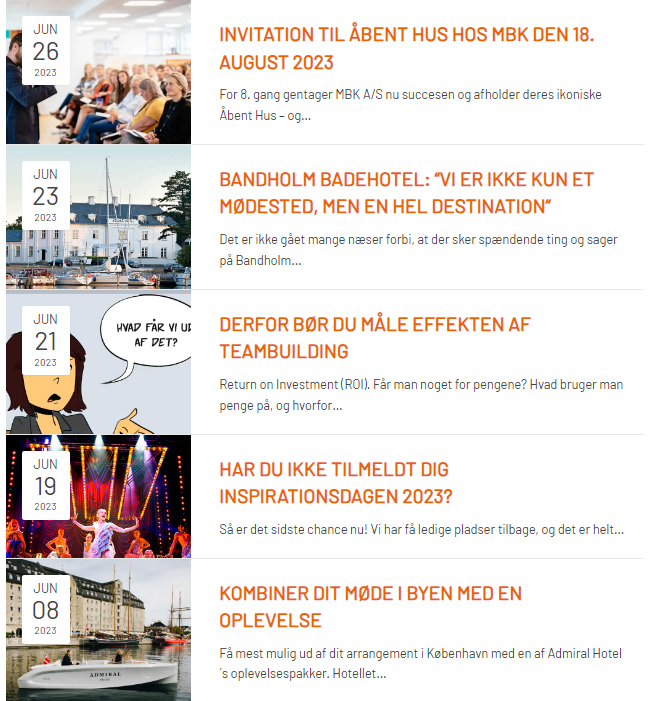 JUN
26
2023
INVITATION TIL ÅBENT HUS HOS MBK DEN 18.
AUGUST 2023
For 8. gang gentager MBK A/S nu succesen og afholder deres ikoniske
Åbent Hus – og...
JUN
23
2023
BANDHOLM BADEHOTEL: “VI ER IKKE KUN ET
MØDESTED, MEN EN HEL DESTINATION”
Det er ikke gået mange næser forbi, at der sker spændende ting og sager
på Bandholm...
JUN
21
2023
HVAD FÅR VI UD
AF DET?
DERFOR BØR DU MÅLE EFFEKTEN AF
TEAMBUILDING
Return on Investment (ROI). Får man noget for pengene? Hvad bruger man
penge på, og hvorfor...
JUN
19
2023
HAR DU IKKE TILMELDT DIG
INSPIRATIONSDAGEN 2023?
Så er det sidste chance nu! Vi har få ledige pladser tilbage, og det er helt...
JUN
08
2023
ADMIRAL
KOMBINER DIT MØDE I BYEN MED EN
OPLEVELSE
Få mest mulig ud af dit arrangement i København med en af Admiral Hotel
´s oplevelsespakker. Hotellet...